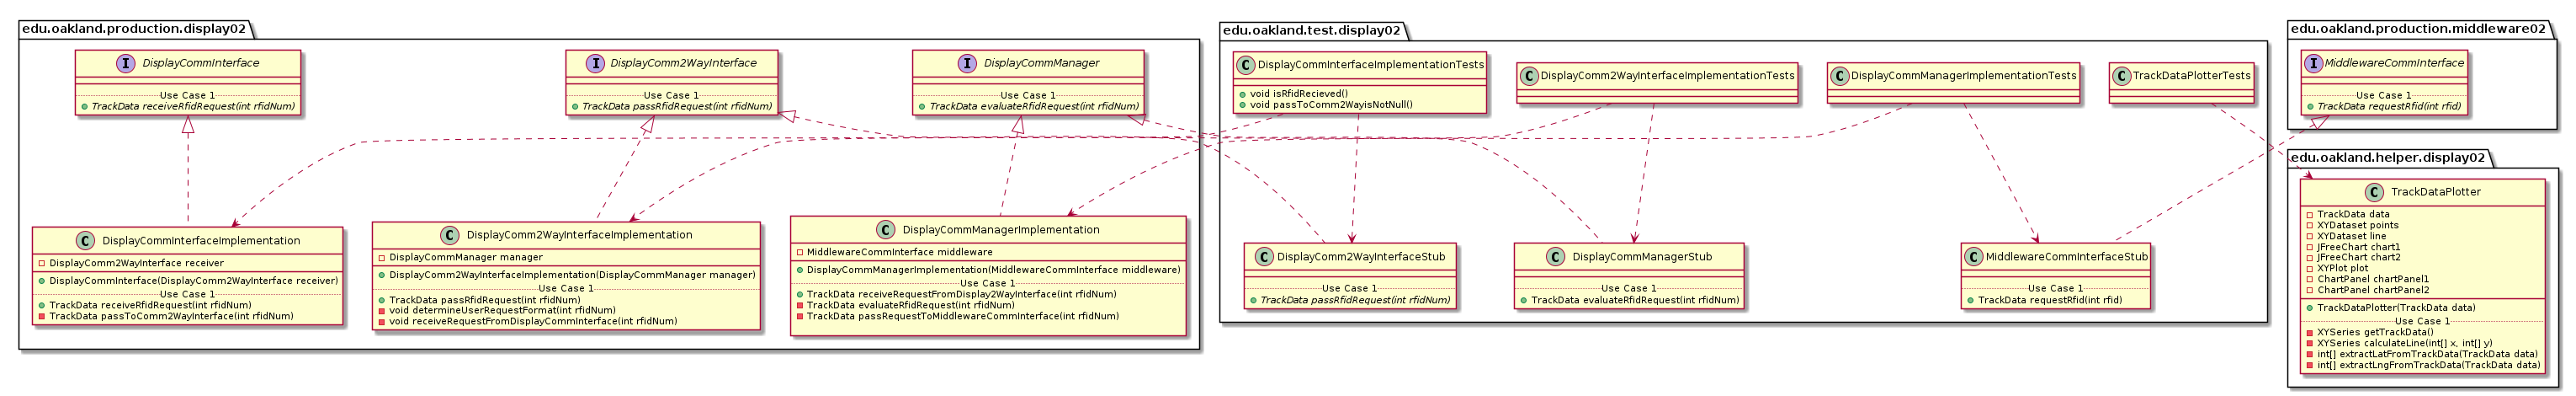 edu.oakland.production.display02
I DisplayCommInterface
Use Case 1
TrackData receiveRfidRequest(int rfidNum)
I DisplayComm2WayInterface
Use Case 1
TrackData passRfidRequest(int rfidNum)
I DisplayCommManager
Use Case 1
TrackData evaluateRfidRequest(int rfidNum)
C DisplayCommInterfaceImplementation
DisplayComm2WayInterface receiver
DisplayCommInterface(DisplayComm2WayInterface receiver)
Use Case 1
TrackData receiveRfidRequest(int rfidNum)
TrackData passToComm2WayInterface(int rfidNum)
C DisplayComm2WayInterfaceImplementation
DisplayCommManager manager
DisplayComm2WayInterfaceImplementation(DisplayCommManager manager)
Use Case 1
TrackData passRfidRequest(int rfidNum)
void determineUserRequestFormat(int rfidNum)
void receiveRequestFromDisplayCommInterface(int rfidNum)
C DisplayCommManagerImplementation
MiddlewareCommInterface middleware
DisplayCommManagerImplementation(MiddlewareCommInterface middleware)
Use Case 1
TrackData receiveRequestFromDisplay2WayInterface(int rfidNum)
TrackData evaluateRfidRequest(int rfidNum)
TrackData passRequestToMiddlewareCommInterface(int rfidNum)
edu.oakland.test.display02
C DisplayCommInterfaceImplementationTests
void isRfidRecieved()
void passToComm2WayisNotNull()
C DisplayComm2WayInterfaceImplementationTests
C DisplayCommManagerImplementationTests
C TrackDataPlotterTests
C DisplayComm2WayInterfaceStub
Use Case 1
TrackData passRfidRequest(int rfidNum)
C DisplayCommManagerStub
Use Case 1
TrackData evaluateRfidRequest(int rfidNum)
C MiddlewareCommInterfaceStub
Use Case 1
TrackData requestRfid(int rfid)
edu.oakland.production.middleware02
I MiddlewareCommInterface
Use Case 1
TrackData requestRfid(int rfid)
edu.oakland.helper.display02
C TrackDataPlotter
TrackData data
XYDataset points
XYDataset line
JFreeChart chart1
JFreeChart chart2
XYPlot plot
ChartPanel chartPanel1
ChartPanel chartPanel2
TrackDataPlotter(TrackData data)
Use Case 1
XYSeries getTrackData()
XYSeries calculateLine(int[] x, int[] y)
int[] extractLatFromTrackData(TrackData data)
int[] extractLngFromTrackData(TrackData data)